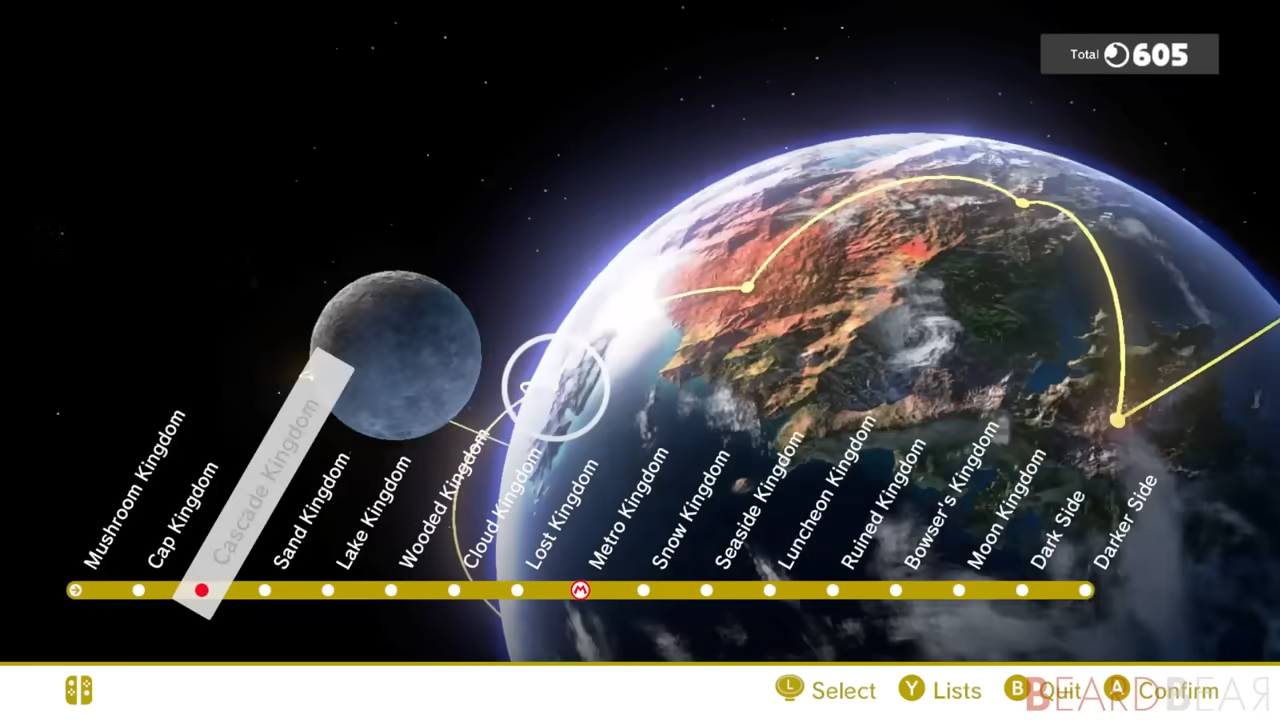 Total 605
Mushroom Kingdom
Cap Kingdom
Cascade Kingdom
Sand Kingdom
Lake Kingdom
Wooded Kingdom
Cloud Kingdom
Lost Kingdom
Metro Kingdom
Snow Kingdom
Seaside Kingdom
Luncheon Kingdom
Ruined Kingdom
Bowser's Kingdom
Moon Kingdom
Dark Side
Darker Side
L Select Y Lists B Quit A Confirm
BEARDBEAR